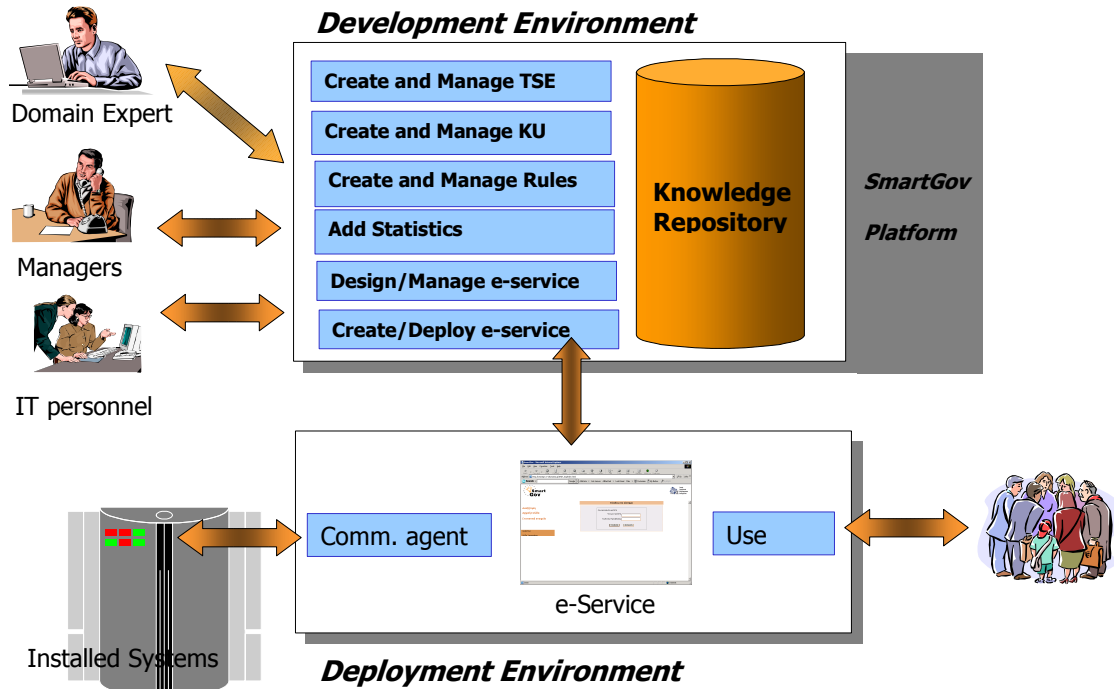 Development Environment
Domain Expert
Managers
IT personnel
Create and Manage TSE
Create and Manage KU
Create and Manage Rules
Add Statistics
Design/Manage e-service
Create/Deploy e-service
Knowledge
Repository
SmartGov
Platform
Installed Systems
Comm. agent
Smart
Gov
e-Service
Use
Deployment Environment